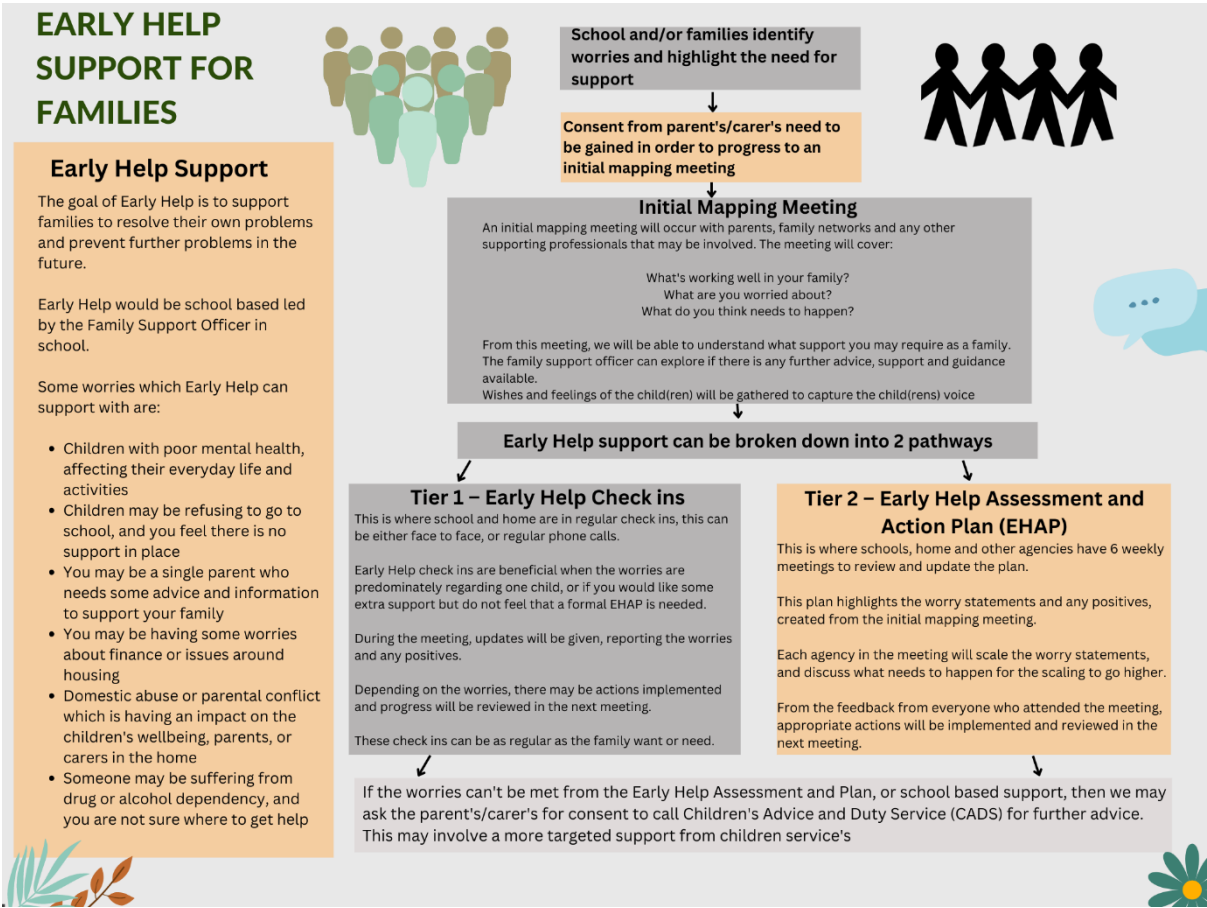 EARLY HELP
SUPPORT FOR
FAMILIES
Early Help Support
The goal of Early Help is to support
families to resolve their own problems
and prevent further problems in the
future.
Early Help would be school based led
by the Family Support Officer in
school.
Some worries which Early Help can
support with are:
• Children with poor mental health,
affecting their everyday life and
activities
• Children may be refusing to go to
school, and you feel there is no
support in place
• You may be a single parent who
needs some advice and information
to support your family
• You may be having some worries
about finance or issues around
housing
• Domestic abuse or parental conflict
which is having an impact on the
children's wellbeing, parents, or
carers in the home
• Someone may be suffering from
drug or alcohol dependency, and
you are not sure where to get help
School and/or families identify
worries and highlight the need for
support
Consent from parent's/carer's need to
be gained in order to progress to an
initial mapping meeting
Initial Mapping Meeting
An initial mapping meeting will occur with parents, family networks and any other
supporting professionals that may be involved. The meeting will cover:
What's working well in your family?
What are you worried about?
What do you think needs to happen?
From this meeting, we will be able to understand what support you may require as a family.
The family support officer can explore if there is any further advice, support and guidance
available.
Wishes and feelings of the child(ren) will be gathered to capture the child(rens) voice
Early Help support can be broken down into 2 pathways
Tier 1 – Early Help Check ins
This is where school and home are in regular check ins, this can
be either face to face, or regular phone calls.
Early Help check ins are beneficial when the worries are
predominately regarding one child, or if you would like some
extra support but do not feel that a formal EHAP is needed.
During the meeting, updates will be given, reporting the worries
and any positives.
Depending on the worries, there may be actions implemented
and progress will be reviewed in the next meeting.
These check ins can be as regular as the family want or need.
Tier 2 – Early Help Assessment and
Action Plan (EHAP)
This is where schools, home and other agencies have 6 weekly
meetings to review and update the plan.
This plan highlights the worry statements and any positives,
created from the initial mapping meeting.
Each agency in the meeting will scale the worry statements,
and discuss what needs to happen for the scaling to go higher.
From the feedback from everyone who attended the meeting,
appropriate actions will be implemented and reviewed in the
next meeting.
If the worries can't be met from the Early Help Assessment and Plan, or school based support, then we may
ask the parent's/carer's for consent to call Children's Advice and Duty Service (CADS) for further advice.
This may involve a more targeted support from children service's